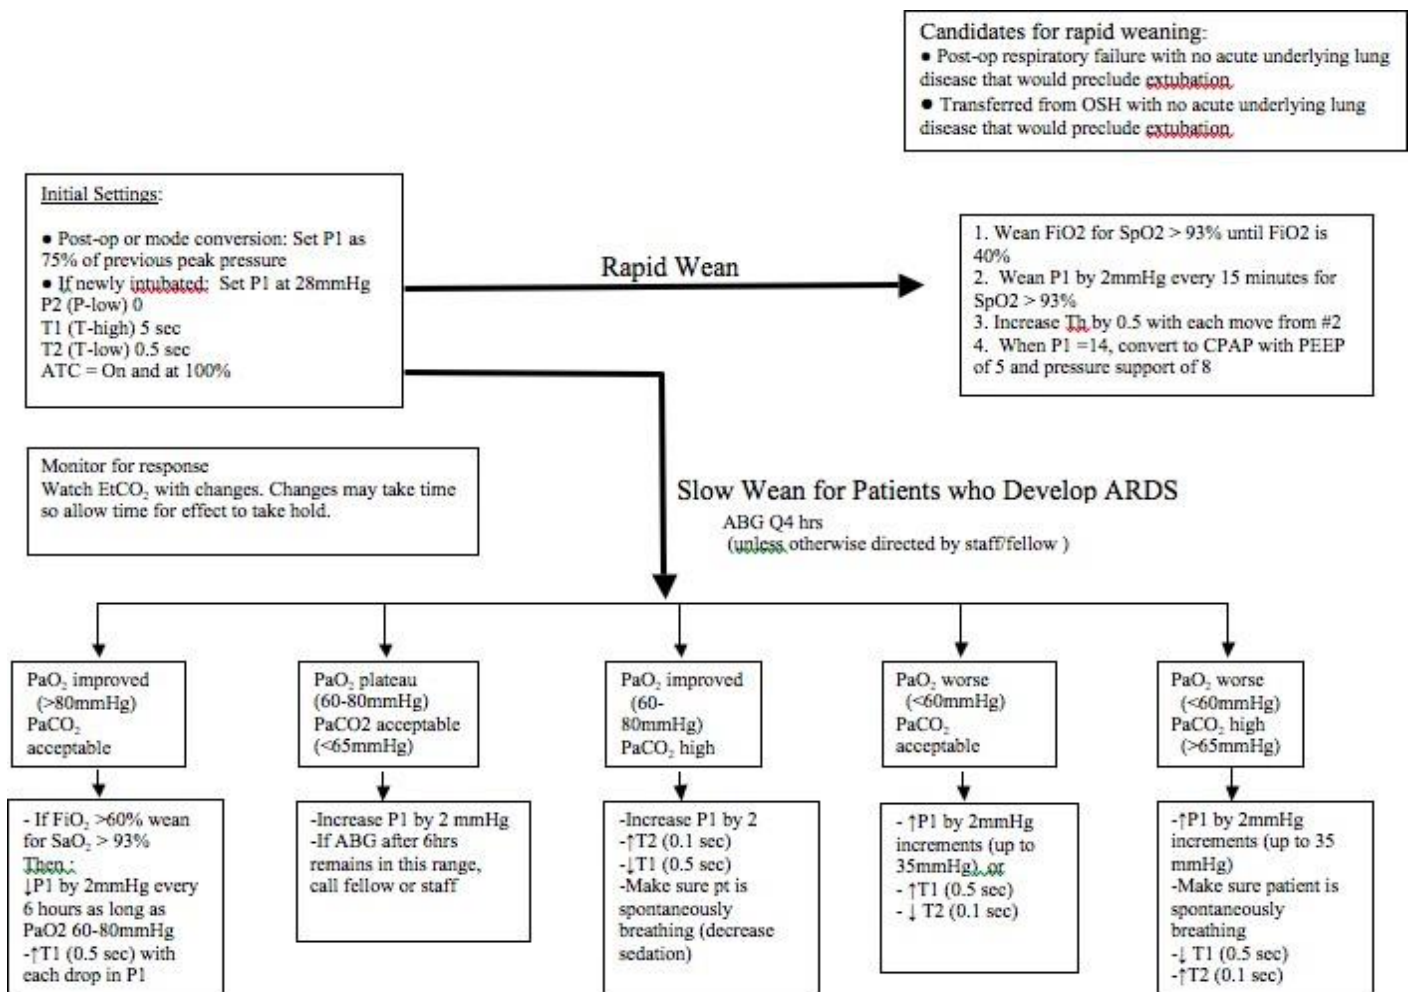 Candidates for rapid weaning:
● Post-op respiratory failure with no acute underlying lung
disease that would preclude extubation
● Transferred from OSH with no acute underlying lung
disease that would preclude extubation
Initial Settings:
● Post-op or mode conversion: Set P1 as
75% of previous peak pressure
● If newly intubated: Set P1 at 28mmHg
P2 (P-low) 0
T1 (T-high) 5 sec
T2 (T-low) 0.5 sec
ATC = On and at 100%
Rapid Wean
1. Wean FiO2 for SpO2 > 93% until FiO2 is
40%
2. Wean P1 by 2mmHg every 15 minutes for
SpO2 > 93%
3. Increase Th by 0.5 with each move from #2
4. When P1 =14, convert to CPAP with PEEP
of 5 and pressure support of 8
Monitor for response
Watch EtCO₂ with changes. Changes may take time
so allow time for effect to take hold.
Slow Wean for Patients who Develop ARDS
ABG Q4 hrs
(unless otherwise directed by staff/fellow )
PaO₂ improved
(>80mmHg)
PaCO₂
acceptable
PaO₂ plateau
(60-80mmHg)
PaCO2 acceptable
(<65mmHg)
PaO₂ improved
(60-
80mmHg)
PaCO₂ high
PaO₂ worse
(<60mmHg)
PaCO₂
acceptable
PaO₂ worse
(<60mmHg)
PaCO₂ high
(>65mmHg)
- If FiO₂ >60% wean
for SaO₂ > 93%
Then :
↓P1 by 2mmHg every
6 hours as long as
PaO2 60-80mmHg
-↑T1 (0.5 sec) with
each drop in P1
-Increase P1 by 2 mmHg
-If ABG after 6hrs
remains in this range,
call fellow or staff
-Increase P1 by 2
-↑T2 (0.1 sec)
-↓T1 (0.5 sec)
-Make sure pt is
spontaneously
breathing (decrease
sedation)
- ↑P1 by 2mmHg
increments (up to
35mmHg) or
- ↑T1 (0.5 sec)
- ↓ T2 (0.1 sec)
-↑P1 by 2mmHg
increments (up to 35
mmHg)
-Make sure patient is
spontaneously
breathing
-↓ T1 (0.5 sec)
-↑T2 (0.1 sec)